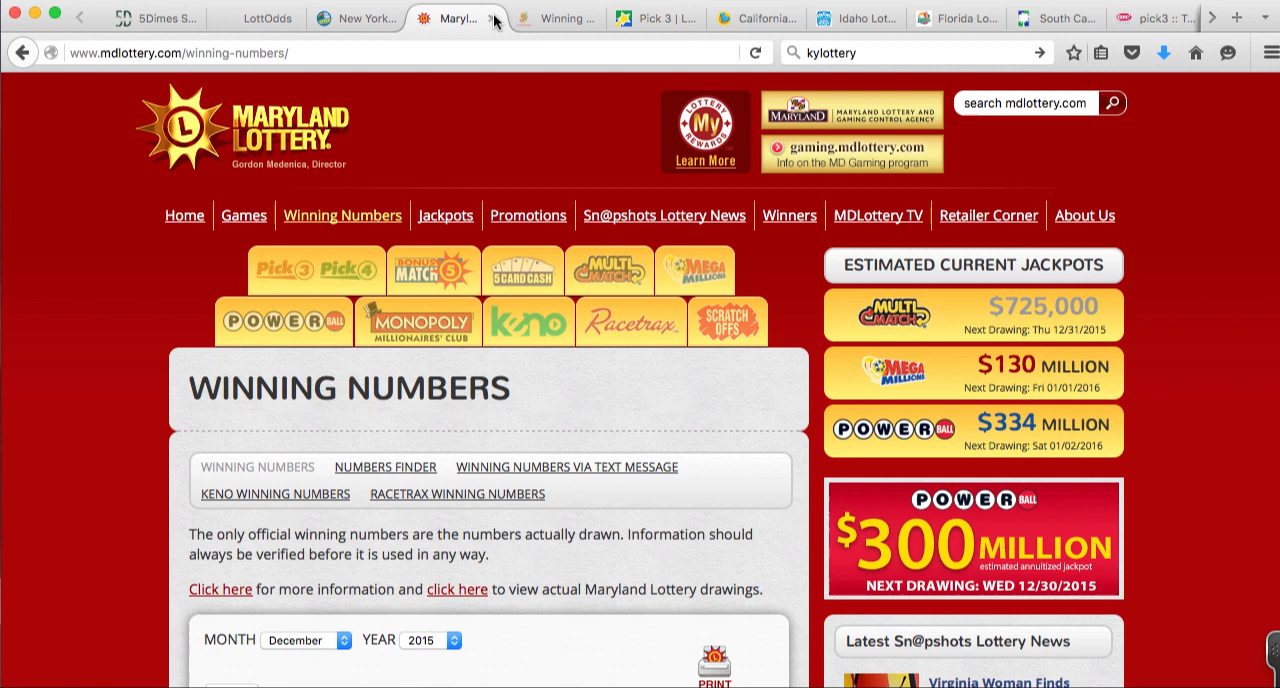 5Dimes S...
LottOdds
New York...
Maryl...
Winning ...
Pick 3 | L...
California...
Idaho Lot...
Florida Lo...
South Ca...
pick3 :: T...
www.mdlottery.com/winning-numbers/
kylottery
MARYLAND
LOTTERY.
Gordon Medenica, Director
LOTTERY
My
REWARDS
Learn More
MARYLAND
MARYLAND LOTTERY AND
GAMING CONTROL AGENCY
gaming.mdlottery.com
Info on the MD Gaming program
search mdlottery.com
Home
Games
Winning Numbers
Jackpots
Promotions
Sn@pshots Lottery News
Winners
MDLottery TV
Retailer Corner
About Us
Pick 3 Pick 4
BONUS MATCH 5
5 CARD CASH
MULTI MATCH
MEGA MILLIONS
POWERBALL
MONOPOLY MILLIONAIRES' CLUB
keno
Racetrax
SCRATCH OFFS
WINNING NUMBERS
WINNING NUMBERS
NUMBERS FINDER
WINNING NUMBERS VIA TEXT MESSAGE
KENO WINNING NUMBERS
RACETRAX WINNING NUMBERS
The only official winning numbers are the numbers actually drawn. Information should
always be verified before it is used in any way.
Click here for more information and click here to view actual Maryland Lottery drawings.
MONTH December YEAR 2015
PRINT
ESTIMATED CURRENT JACKPOTS
MULTI MATCH
$725,000
Next Drawing: Thu 12/31/2015
MEGA MILLIONS
$130 MILLION
Next Drawing: Fri 01/01/2016
POWERBALL
$334 MILLION
Next Drawing: Sat 01/02/2016
POWERBALL
$300 MILLION
estimated annuitized jackpot
NEXT DRAWING: WED 12/30/2015
Latest Sn@pshots Lottery News
Virginia Woman Finds